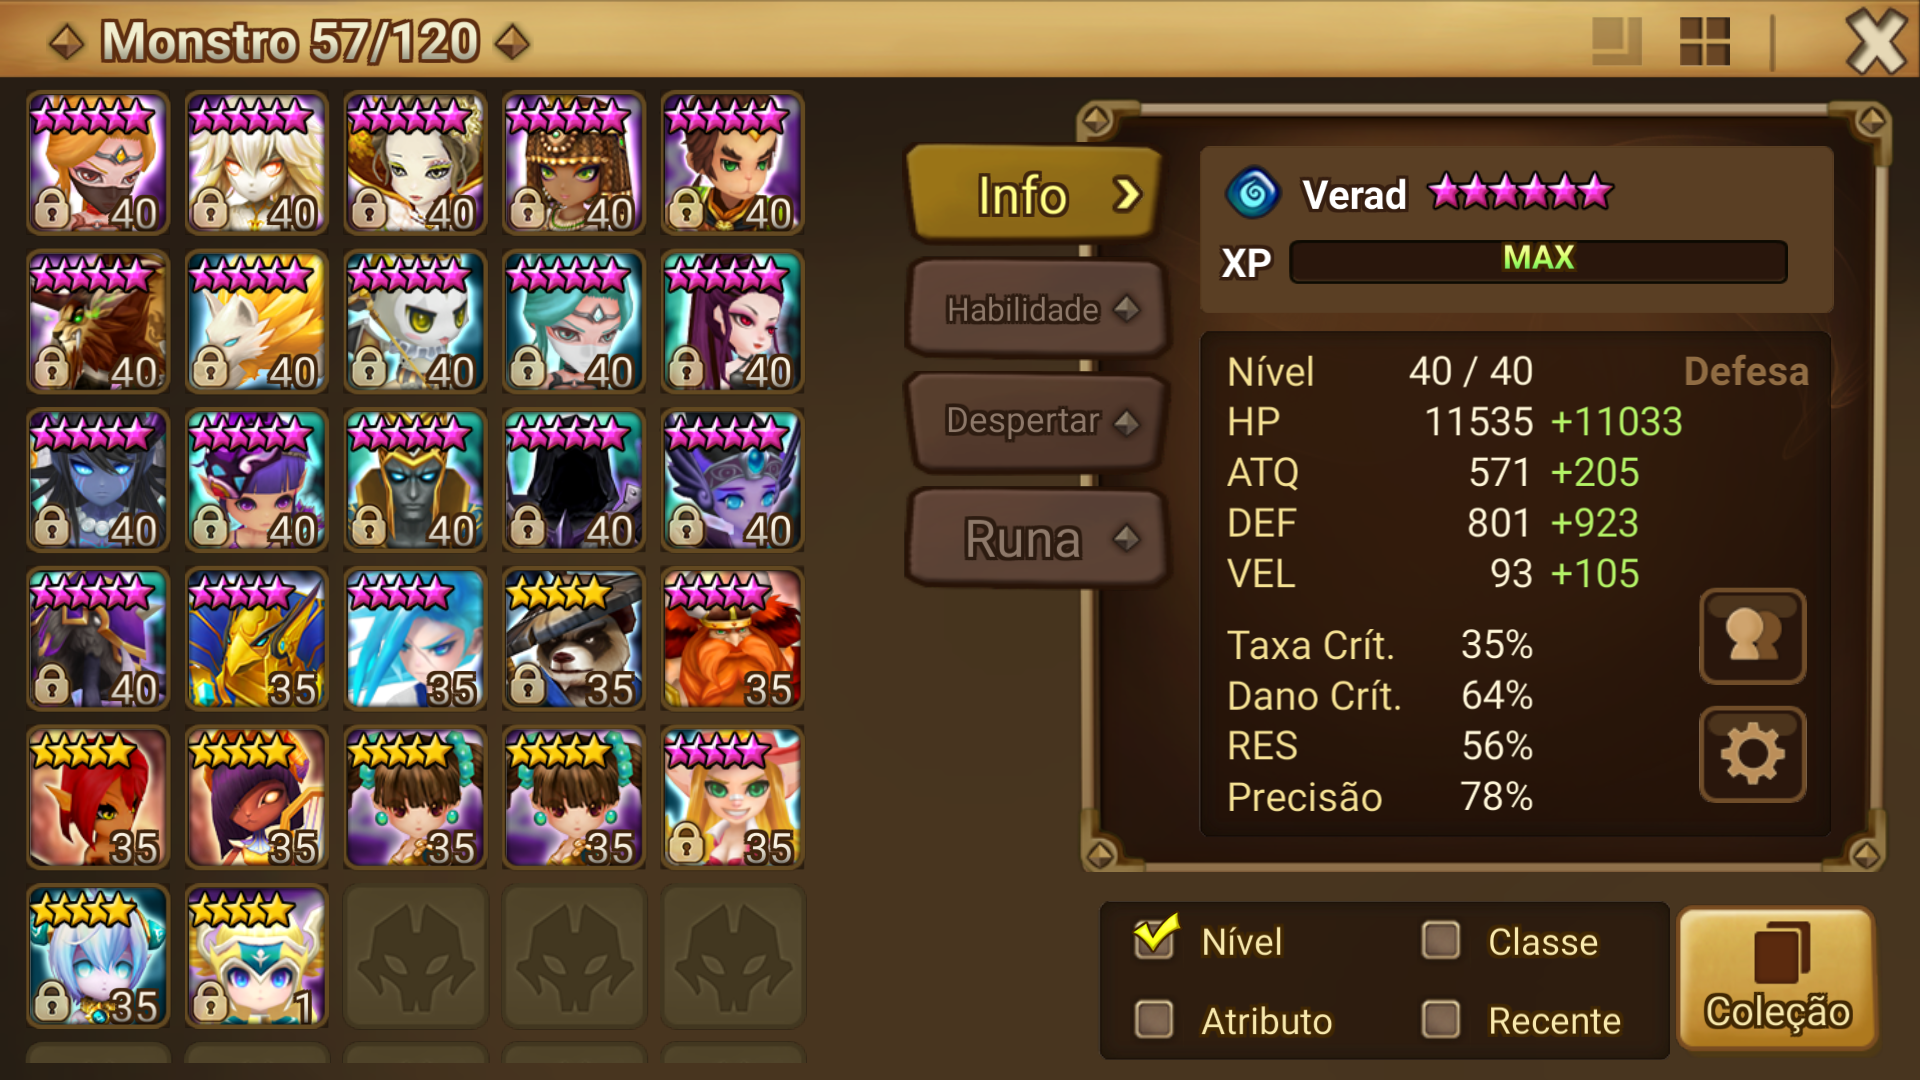 Monstro 57/120
40 40 40 40 40
40 40 40 40 40
40 40 40 40 40
40 35 35 35 35
35 35 35 35 35
35 1
Info
Habilidade
Despertar
Runa
Verad
XP MAX
Nível 40 / 40 Defesa
HP 11535 +11033
ATQ 571 +205
DEF 801 +923
VEL 93 +105
Taxa Crít. 35%
Dano Crít. 64%
RES 56%
Precisão 78%
Nível Classe
Atributo Recente
Coleção